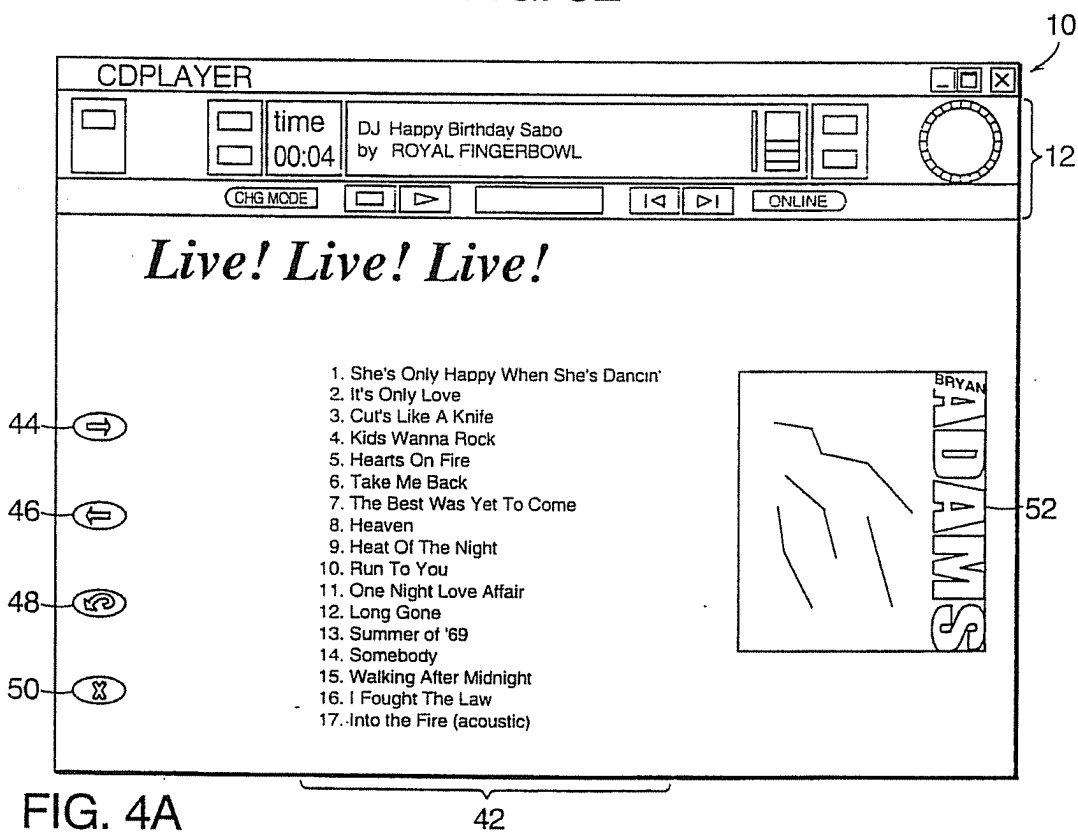 10
CDPLAYER
time
00:04
DJ Happy Birthday Sabo
by ROYAL FINGERBOWL
12
CHG MODE
ONLINE
Live! Live! Live!
1. She's Only Happy When She's Dancin'
2. It's Only Love
3. Cut's Like A Knife
4. Kids Wanna Rock
5. Hearts On Fire
6. Take Me Back
7. The Best Was Yet To Come
8. Heaven
9. Heat Of The Night
10. Run To You
11. One Night Love Affair
12. Long Gone
13. Summer of '69
14. Somebody
15. Walking After Midnight
16. I Fought The Law
17. Into the Fire (acoustic)
44
46
48
50
BRYAN
ADAMS
52
42
FIG. 4A